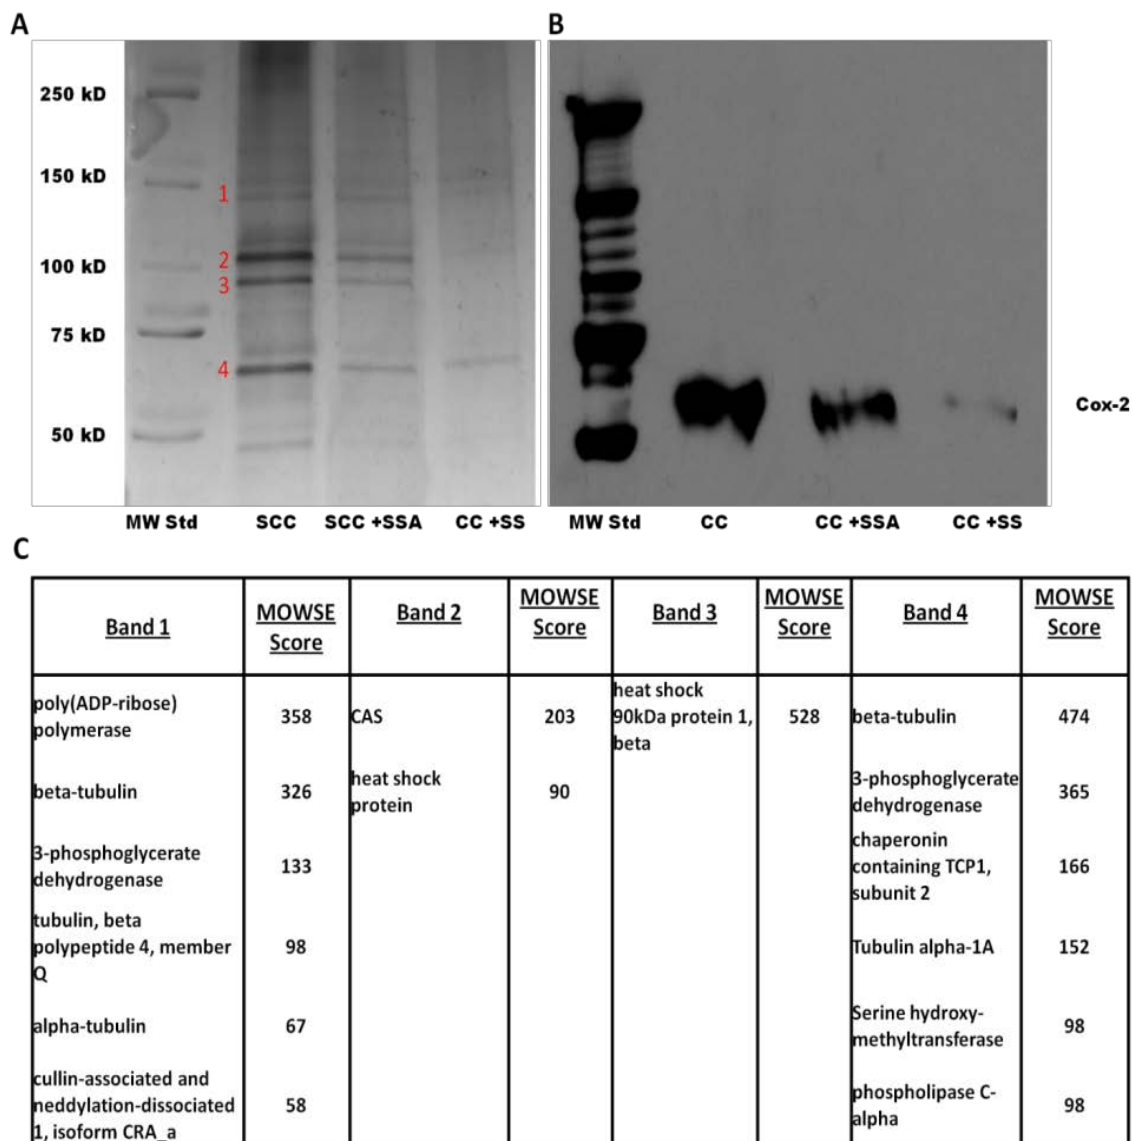 A
B
250 kD
150 kD
100 kD
75 kD
50 kD
1
2
3
4
Cox-2
MW Std SCC SCC +SSA CC +SS
MW Std CC CC +SSA CC +SS
C
Band 1
MOWSE
Score
Band 2
MOWSE
Score
Band 3
MOWSE
Score
Band 4
MOWSE
Score
poly(ADP-ribose)
polymerase
358
CAS
203
heat shock
90kDa protein 1,
beta
528
beta-tubulin
474
beta-tubulin
326
heat shock
protein
90
3-phosphoglycerate
dehydrogenase
365
3-phosphoglycerate
dehydrogenase
133
chaperonin
containing TCP1,
subunit 2
166
tubulin, beta
polypeptide 4, member
Q
98
Tubulin alpha-1A
152
alpha-tubulin
67
Serine hydroxy-
methyltransferase
98
cullin-associated and
neddylation-dissociated
1, isoform CRA_a
58
phospholipase C-
alpha
98